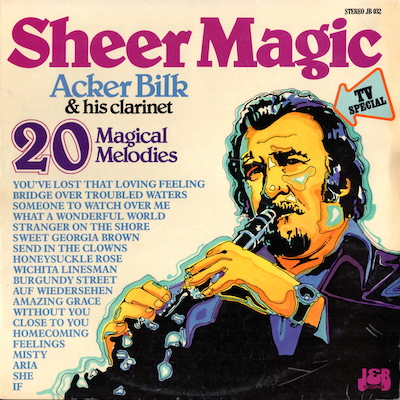 STEREO JB 032
Sheer Magic
Acker Bilk
& his clarinet
TV
SPECIAL
20 Magical
Melodies
YOU'VE LOST THAT LOVING FEELING
BRIDGE OVER TROUBLED WATERS
SOMEONE TO WATCH OVER ME
WHAT A WONDERFUL WORLD
STRANGER ON THE SHORE
SWEET GEORGIA BROWN
SEND IN THE CLOWNS
HONEYSUCKLE ROSE
WICHITA LINESMAN
BURGUNDY STREET
AUF WIEDERSEHEN
AMAZING GRACE
WITHOUT YOU
CLOSE TO YOU
HOMECOMING
FEELINGS
MISTY
ARIA
SHE
IF
J&B